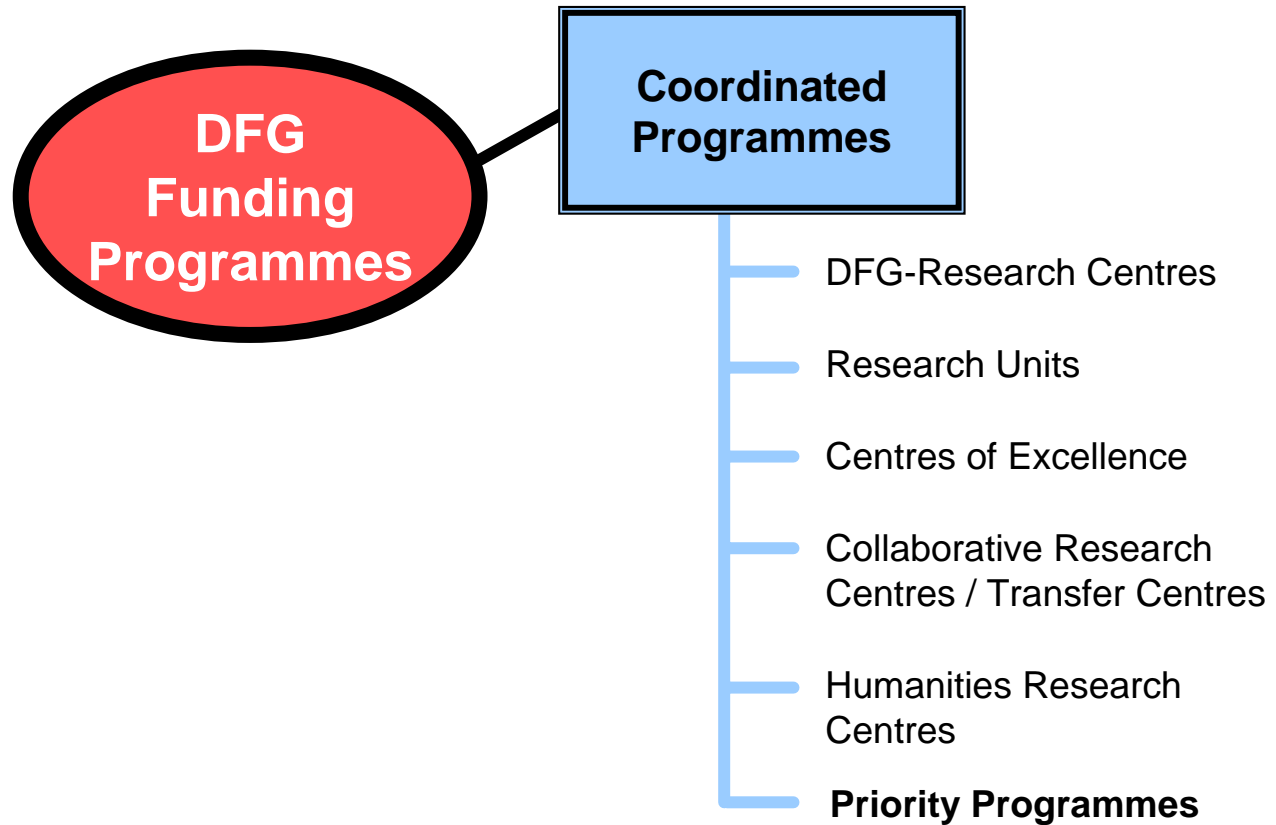 DFG
Funding
Programmes
Coordinated
Programmes
DFG-Research Centres
Research Units
Centres of Excellence
Collaborative Research
Centres / Transfer Centres
Humanities Research
Centres
Priority Programmes